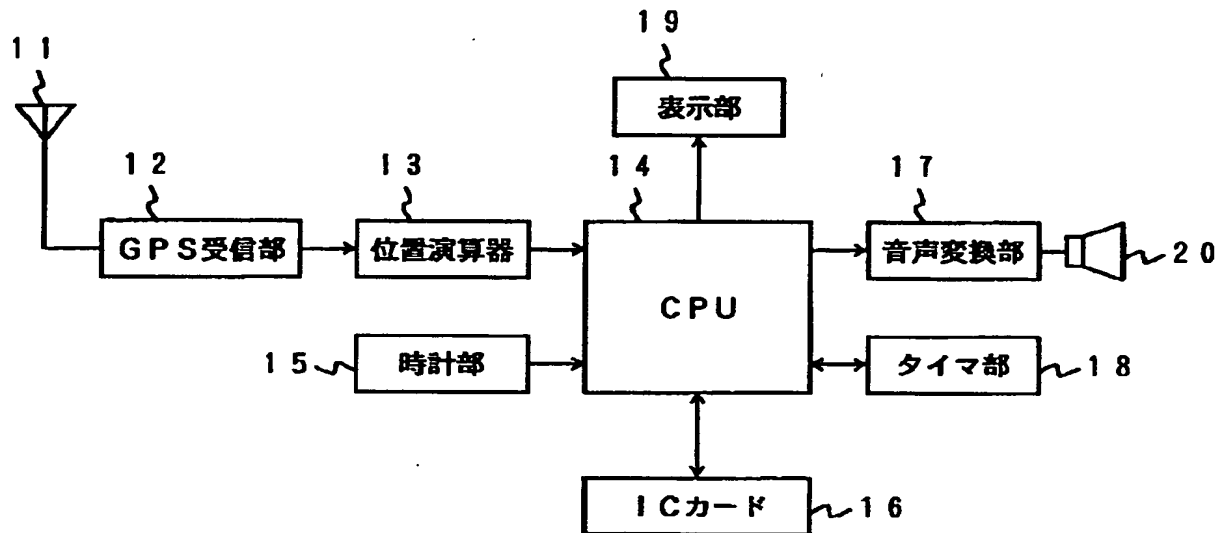 19
11
表示部
12
13
14
17
GPS受信部
位置演算器
CPU
音声変換部
20
15
時計部
タイマ部
18
ICカード
16